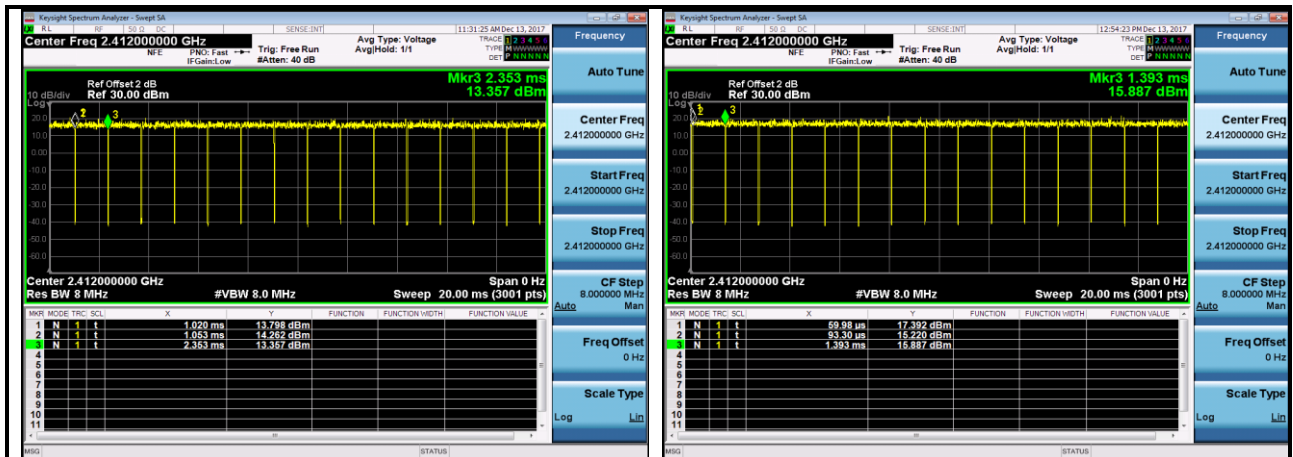 Keysight Spectrum Analyzer - Swept SA
RL RF 50 Ω DC SENSE:INT 11:31:25 AM Dec 13, 2017
Center Freq 2.412000000 GHz
NFE PNO: Fast Trig: Free Run Avg Type: Voltage TRACE 1 2 3 4 5 6
IFGain:Low #Atten: 40 dB Avg|Hold: 1/1 TYPE M WWWWW
DET P N N N N N
Ref Offset 2 dB Mkr3 2.353 ms
10 dB/div Ref 30.00 dBm 13.357 dBm
Log
20.0
10.0
0.00
-10.0
-20.0
-30.0
-40.0
-50.0
-60.0
2
3
Center 2.412000000 GHz Span 0 Hz
Res BW 8 MHz #VBW 8.0 MHz Sweep 20.00 ms (3001 pts)
MKR MODE TRC SCL X Y FUNCTION FUNCTION WIDTH FUNCTION VALUE
1 N 1 t 1.020 ms 13.798 dBm
2 N 1 t 1.053 ms 14.262 dBm
3 N 1 t 2.353 ms 13.357 dBm
4
5
6
7
8
9
10
11
MSG STATUS
Frequency
Auto Tune
Center Freq
2.412000000 GHz
Start Freq
2.412000000 GHz
Stop Freq
2.412000000 GHz
CF Step
8.000000 MHz
Auto Man
Freq Offset
0 Hz
Scale Type
Log Lin
Keysight Spectrum Analyzer - Swept SA
RL RF 50 Ω DC SENSE:INT 12:54:23 PM Dec 13, 2017
Center Freq 2.412000000 GHz
NFE PNO: Fast Trig: Free Run Avg Type: Voltage TRACE 1 2 3 4 5 6
IFGain:Low #Atten: 40 dB Avg|Hold: 1/1 TYPE M WWWWW
DET P N N N N N
Ref Offset 2 dB Mkr3 1.393 ms
10 dB/div Ref 30.00 dBm 15.887 dBm
Log
20.0
10.0
0.00
-10.0
-20.0
-30.0
-40.0
-50.0
-60.0
2
3
Center 2.412000000 GHz Span 0 Hz
Res BW 8 MHz #VBW 8.0 MHz Sweep 20.00 ms (3001 pts)
MKR MODE TRC SCL X Y FUNCTION FUNCTION WIDTH FUNCTION VALUE
1 N 1 t 59.98 µs 17.392 dBm
2 N 1 t 93.30 µs 15.220 dBm
3 N 1 t 1.393 ms 15.887 dBm
4
5
6
7
8
9
10
11
MSG STATUS
Frequency
Auto Tune
Center Freq
2.412000000 GHz
Start Freq
2.412000000 GHz
Stop Freq
2.412000000 GHz
CF Step
8.000000 MHz
Auto Man
Freq Offset
0 Hz
Scale Type
Log Lin